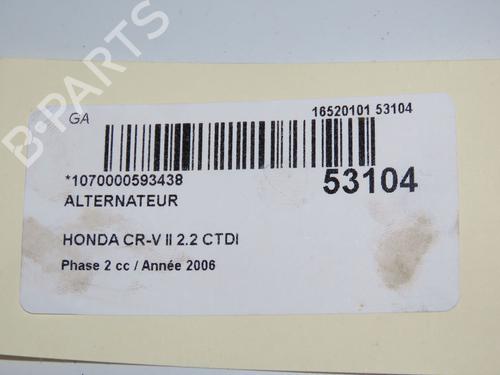 B-PARTS
GA
16520101 53104
*1070000593438
53104
ALTERNATEUR
HONDA CR-V II 2.2 CTDI
Phase 2 cc / Année 2006